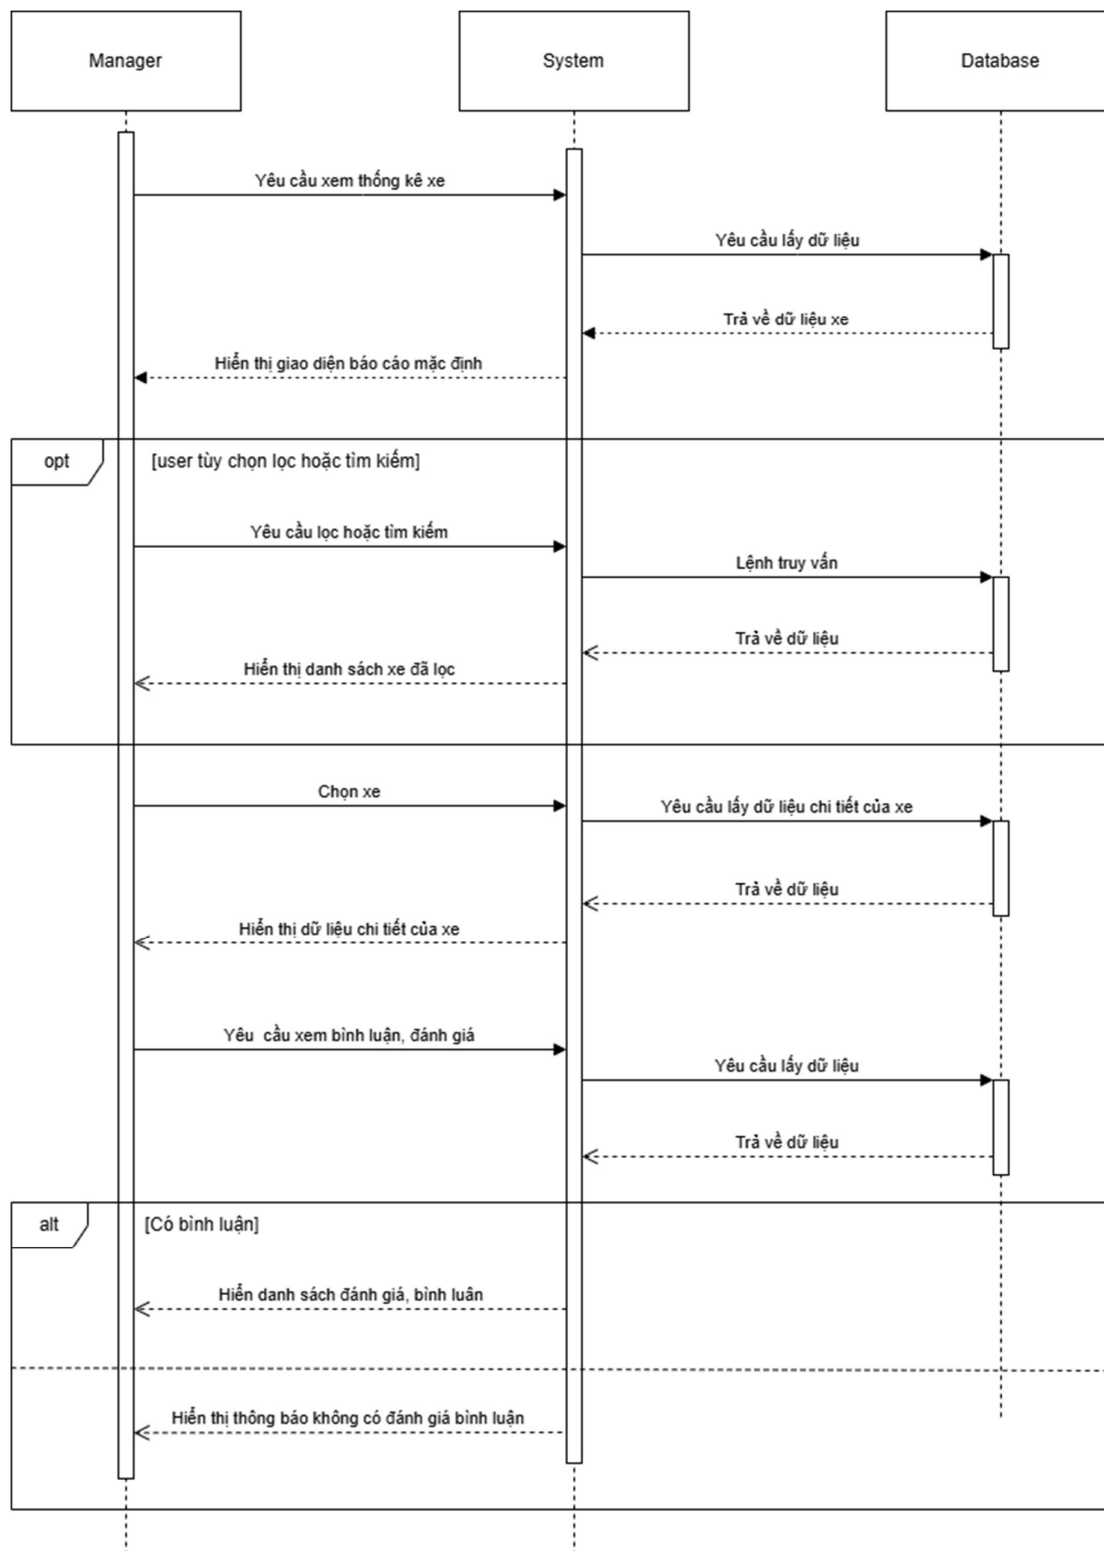 Manager
System
Database
Yêu cầu xem thống kê xe
Yêu cầu lấy dữ liệu
Trả về dữ liệu xe
Hiển thị giao diện báo cáo mặc định
opt
[user tùy chọn lọc hoặc tìm kiếm]
Yêu cầu lọc hoặc tìm kiếm
Lệnh truy vấn
Trả về dữ liệu
Hiển thị danh sách xe đã lọc
Chọn xe
Yêu cầu lấy dữ liệu chi tiết của xe
Trả về dữ liệu
Hiển thị dữ liệu chi tiết của xe
Yêu  cầu xem bình luận, đánh giá
Yêu cầu lấy dữ liệu
Trả về dữ liệu
alt
[Có bình luận]
Hiển danh sách đánh giá, bình luân
Hiển thị thông báo không có đánh giá bình luận